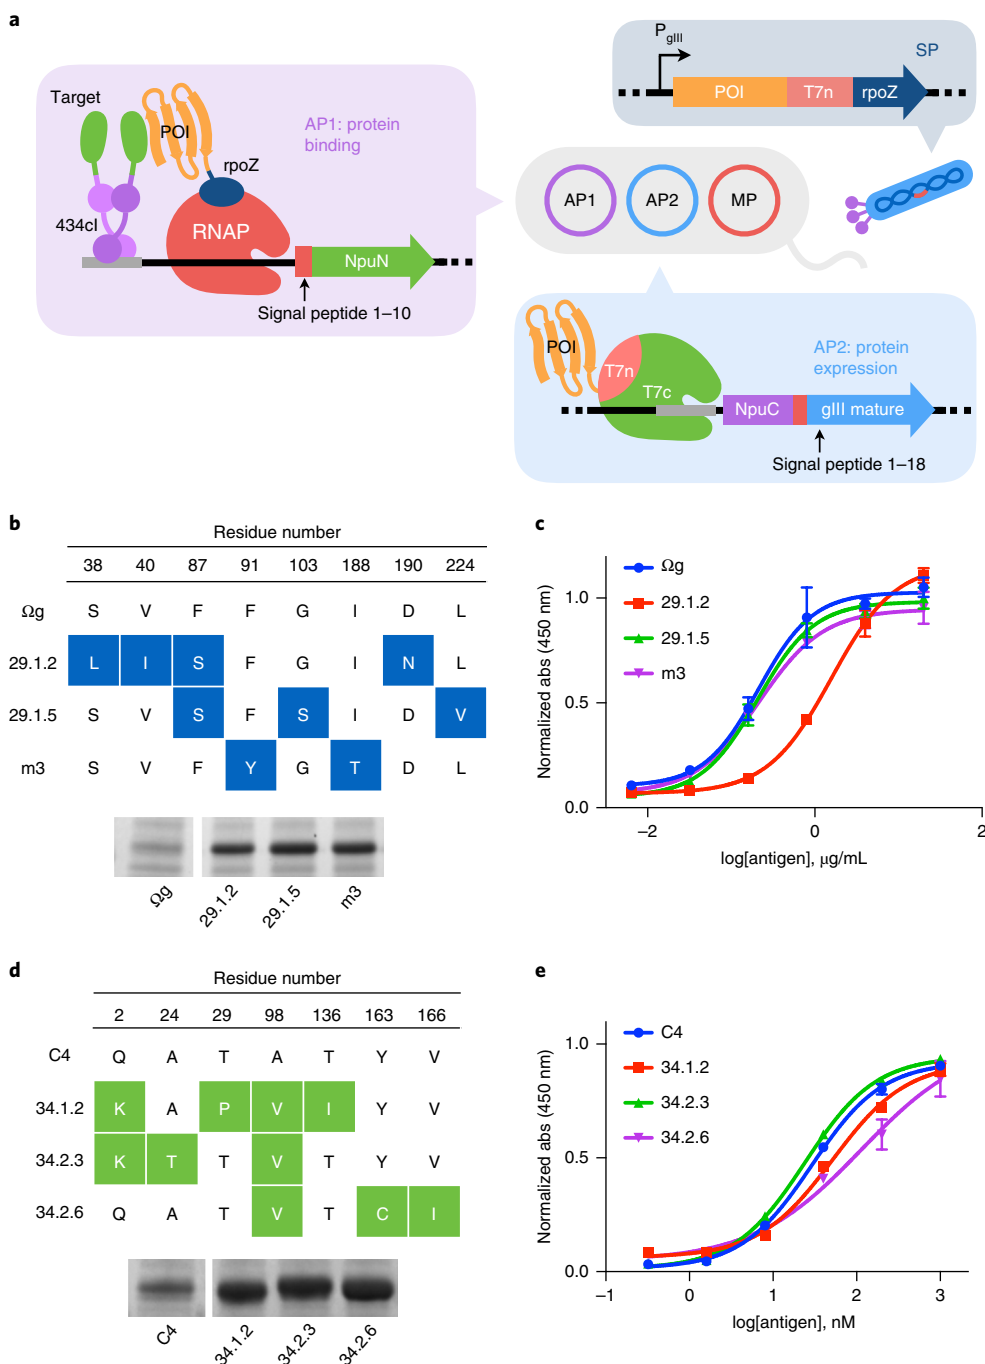 a
Target
POI
AP1: protein
binding
rpoZ
434cI
RNAP
NpuN
Signal peptide 1–10
PgIII
SP
POI T7n rpoZ
AP1 AP2 MP
POI
T7n
T7c
AP2: protein
expression
NpuC gIII mature
Signal peptide 1–18
b
Residue number
38 40 87 91 103 188 190 224
Ωg S V F F G I D L
29.1.2 L I S F G I N L
29.1.5 S V S F S I D V
m3 S V F Y G T D L
Ωg 29.1.2 29.1.5 m3
c
Ωg
29.1.2
29.1.5
m3
Normalized abs (450 nm)
1.0
0.5
0.0
−2 0 2
log[antigen], μg/mL
d
Residue number
2 24 29 98 136 163 166
C4 Q A T A T Y V
34.1.2 K A P V I Y V
34.2.3 K T T V T Y V
34.2.6 Q A T V T C I
C4 34.1.2 34.2.3 34.2.6
e
C4
34.1.2
34.2.3
34.2.6
Normalized abs (450 nm)
1.0
0.5
0.0
−1 0 1 2 3
log[antigen], nM